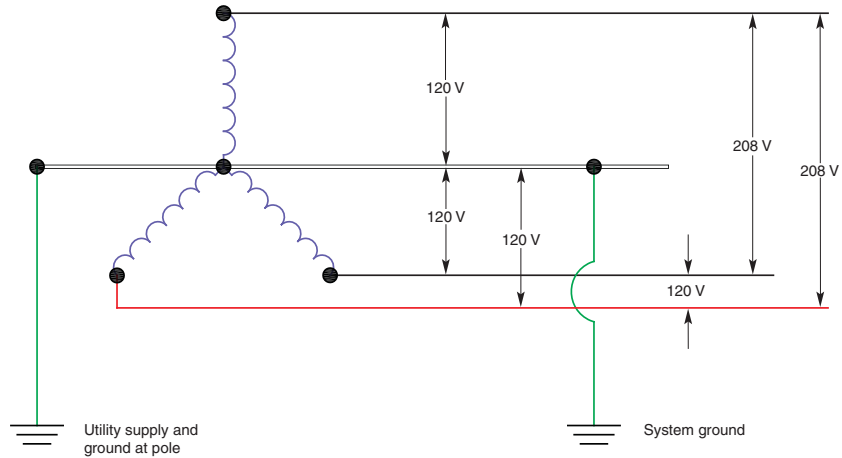 120 V
208 V
208 V
120 V
120 V
120 V
Utility supply and
ground at pole
System ground